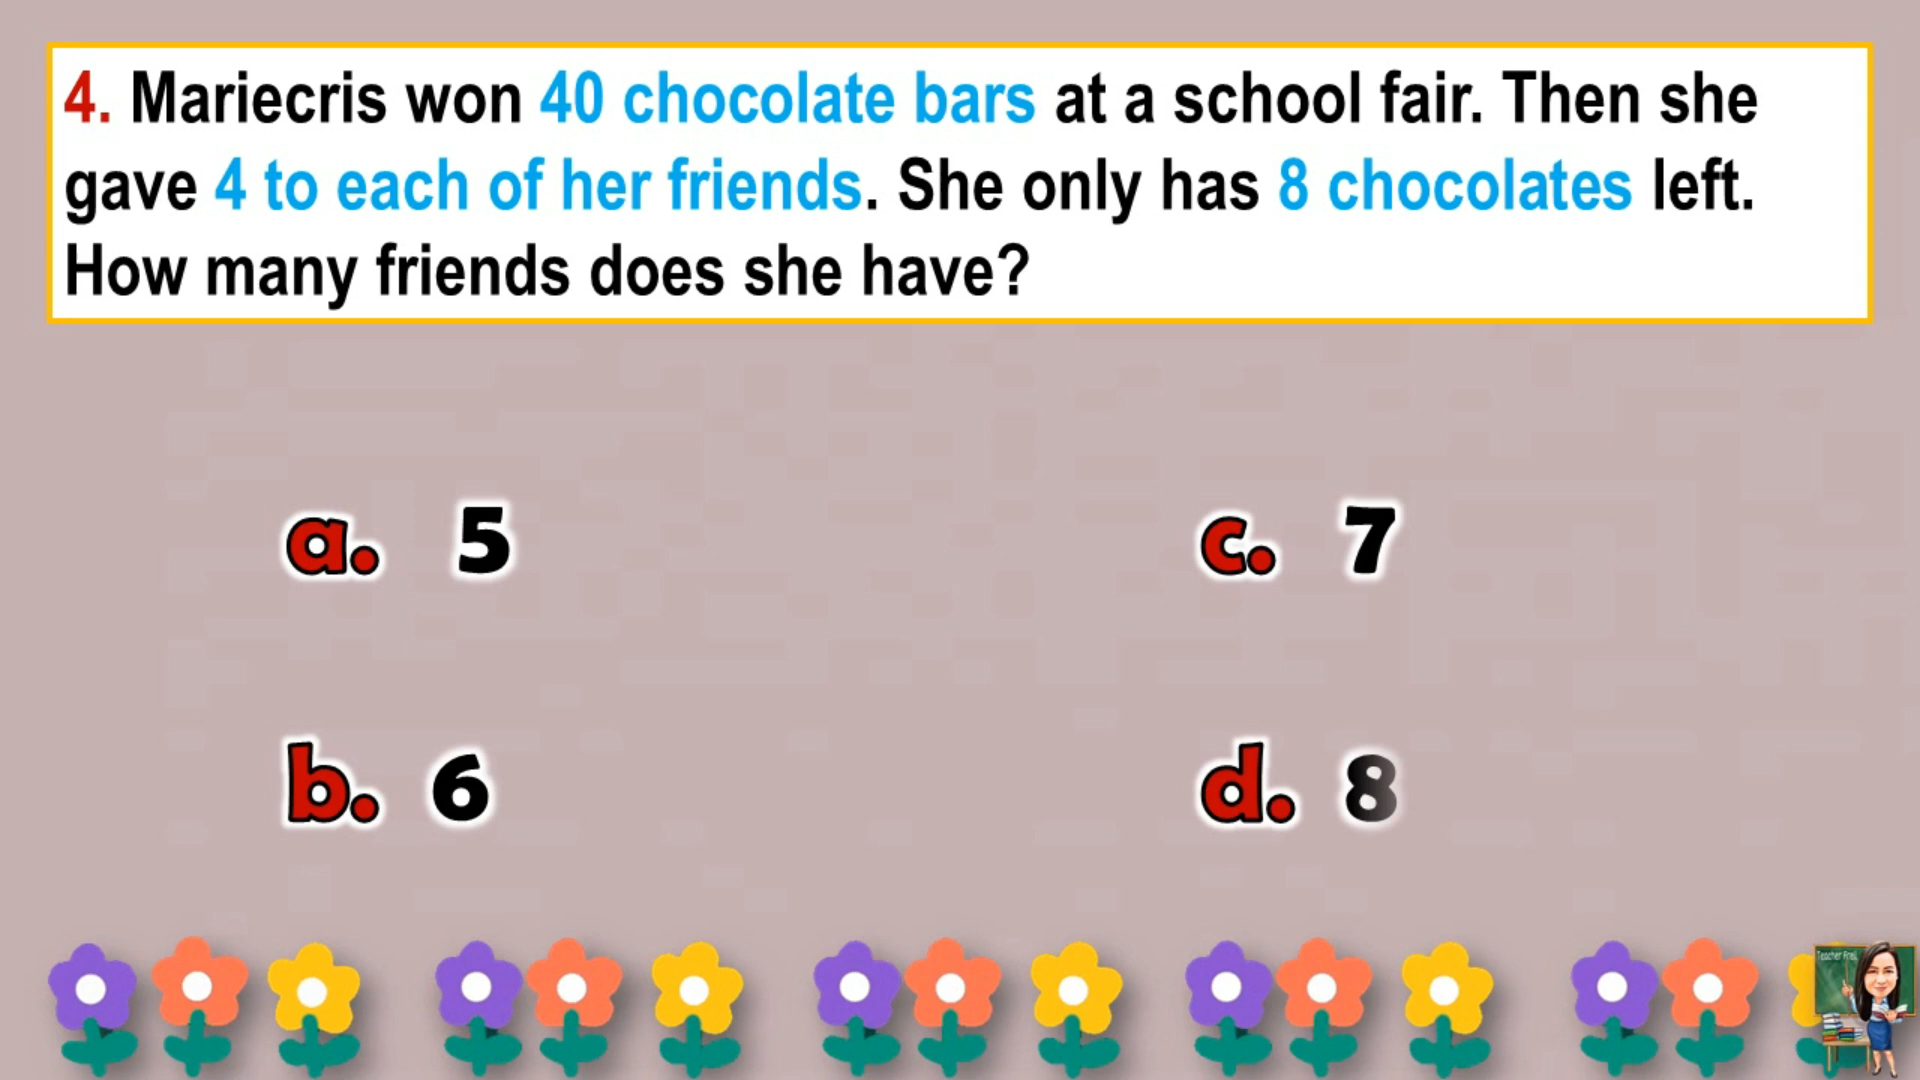 4. Mariecris won 40 chocolate bars at a school fair. Then she
gave 4 to each of her friends. She only has 8 chocolates left.
How many friends does she have?
a. 5
c. 7
b. 6
d. 8